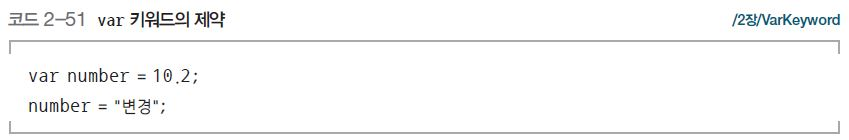 코드 2-51 var 키워드의 제약 /2장/VarKeyword
var number = 10.2;
number = "변경";